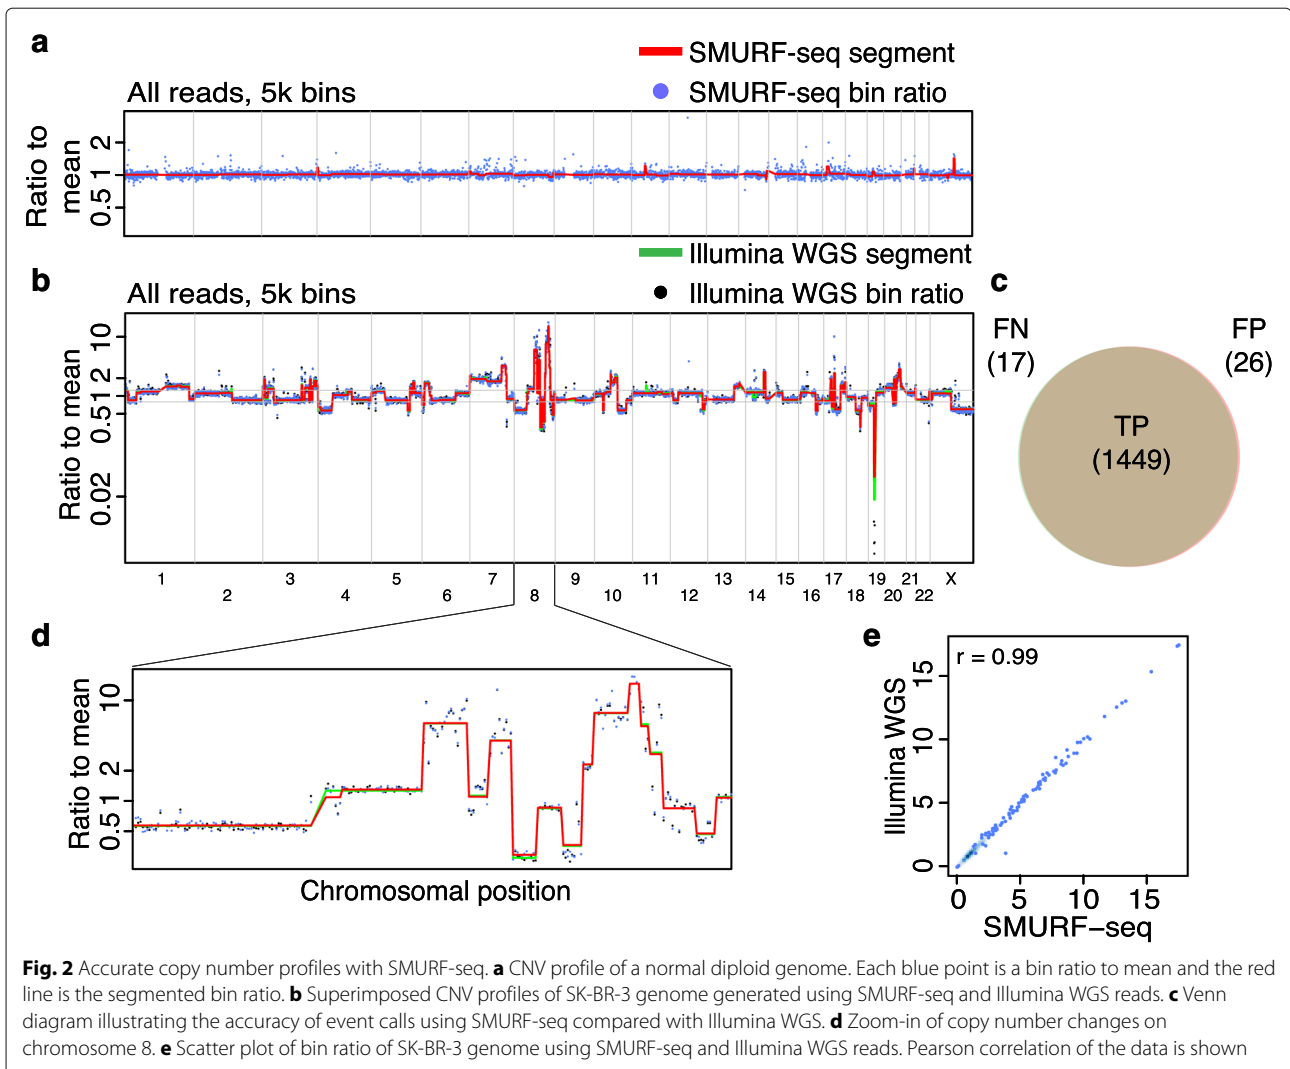 a
SMURF-seq segment
All reads, 5k bins
SMURF-seq bin ratio
Ratio to
mean
2
1
0.5
Illumina WGS segment
b
All reads, 5k bins
Illumina WGS bin ratio
Ratio to mean
10
2
1
0.5
0.02
1 3 5 7 9 11 13 15 17 19 21 X
2 4 6 8 10 12 14 16 18 20 22
c
FN
(17)
FP
(26)
TP
(1449)
d
Ratio to mean
10
2
1
0.5
Chromosomal position
e
r = 0.99
Illumina WGS
15
10
5
0
0 5 10 15
SMURF−seq
Fig. 2 Accurate copy number profiles with SMURF-seq. a CNV profile of a normal diploid genome. Each blue point is a bin ratio to mean and the red
line is the segmented bin ratio. b Superimposed CNV profiles of SK-BR-3 genome generated using SMURF-seq and Illumina WGS reads. c Venn
diagram illustrating the accuracy of event calls using SMURF-seq compared with Illumina WGS. d Zoom-in of copy number changes on
chromosome 8. e Scatter plot of bin ratio of SK-BR-3 genome using SMURF-seq and Illumina WGS reads. Pearson correlation of the data is shown